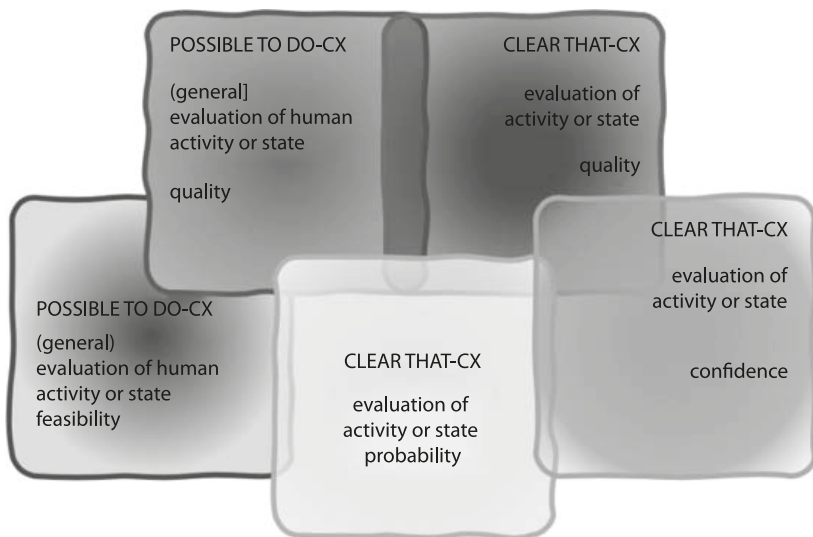 POSSIBLE TO DO-CX
(general]
evaluation of human
activity or state
quality
CLEAR THAT-CX
evaluation of
activity or state
quality
POSSIBLE TO DO-CX
(general)
evaluation of human
activity or state
feasibility
CLEAR THAT-CX
evaluation of
activity or state
probability
CLEAR THAT-CX
evaluation of
activity or state
confidence